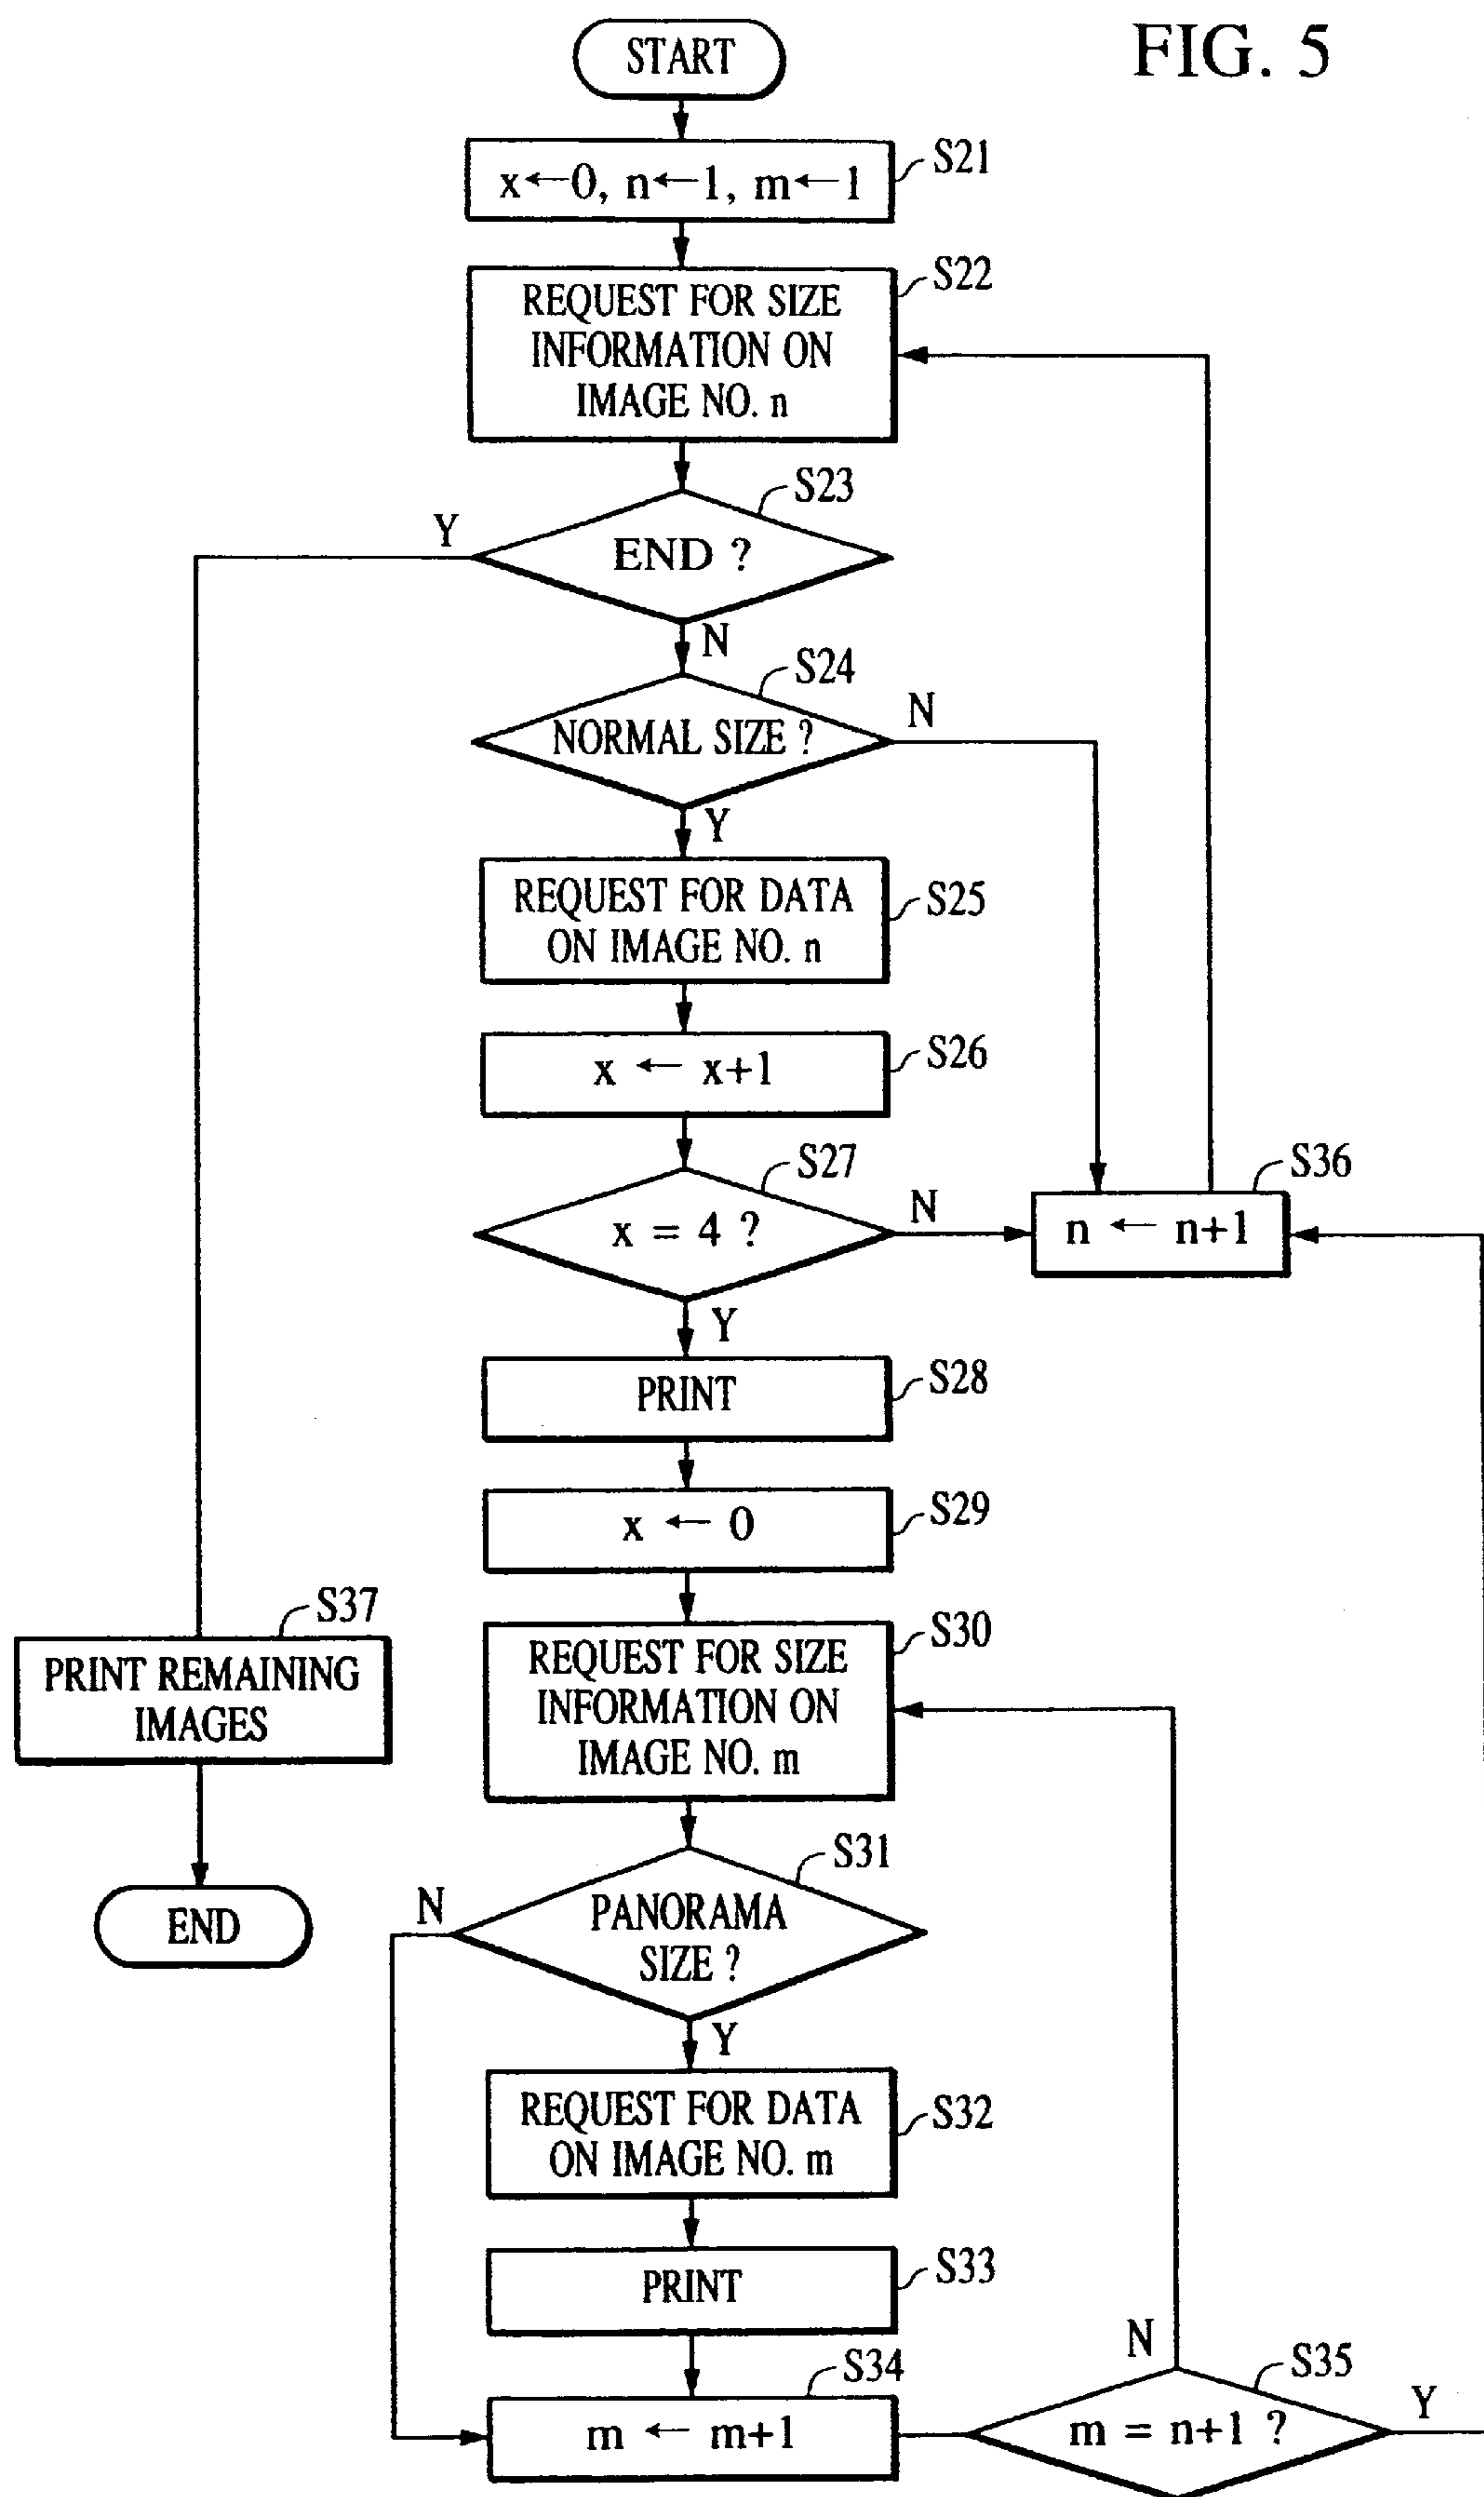 FIG. 5
START
x←0, n←1, m←1
S21
REQUEST FOR SIZE
INFORMATION ON
IMAGE NO. n
S22
S23
END ?
Y
N
S24
NORMAL SIZE ?
N
Y
REQUEST FOR DATA
ON IMAGE NO. n
S25
x ← x+1
S26
S27
x = 4 ?
N
Y
S36
n ← n+1
PRINT
S28
x ← 0
S29
S37
PRINT REMAINING
IMAGES
END
REQUEST FOR SIZE
INFORMATION ON
IMAGE NO. m
S30
S31
PANORAMA
SIZE ?
N
Y
REQUEST FOR DATA
ON IMAGE NO. m
S32
PRINT
S33
S34
m ← m+1
S35
m = n+1 ?
N
Y